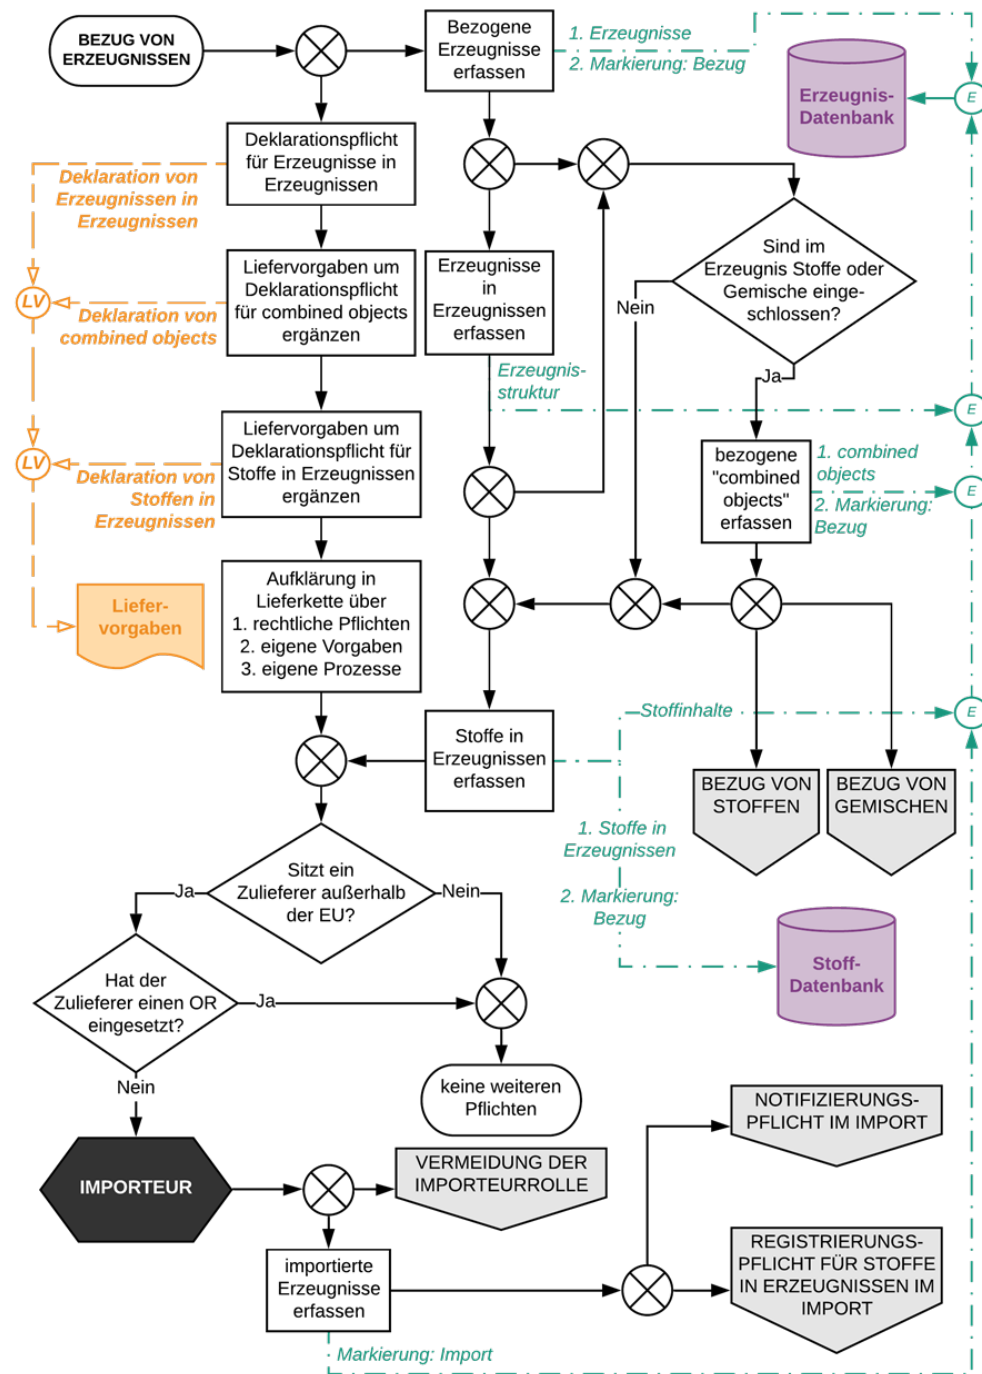 BEZUG VON
ERZEUGNISSEN
Bezogene
Erzeugnisse
erfassen
1. Erzeugnisse
2. Markierung: Bezug
Erzeugnis-
Datenbank
E
Deklarationspflicht
für Erzeugnisse in
Erzeugnissen
Deklaration von
Erzeugnissen in
Erzeugnissen
Liefervorgaben um
Deklarationspflicht
für combined objects
ergänzen
LV
Deklaration von
combined objects
Erzeugnisse
in
Erzeugnissen
erfassen
Sind im
Erzeugnis Stoffe oder
Gemische einge-
schlossen?
Nein
Ja
Erzeugnis-
struktur
E
Liefervorgaben um
Deklarationspflicht für
Stoffe in Erzeugnissen
ergänzen
LV
Deklaration von
Stoffen in
Erzeugnissen
bezogene
"combined
objects"
erfassen
1. combined
objects
2. Markierung:
Bezug
E
Liefer-
vorgaben
Aufklärung in
Lieferkette über
1. rechtliche Pflichten
2. eigene Vorgaben
3. eigene Prozesse
Stoffe in
Erzeugnissen
erfassen
Stoffinhalte
E
BEZUG VON
STOFFEN
BEZUG VON
GEMISCHEN
1. Stoffe in
Erzeugnissen
2. Markierung:
Bezug
Stoff-
Datenbank
Sitzt ein
Zulieferer außerhalb
der EU?
Ja
Nein
Hat der
Zulieferer einen OR
eingesetzt?
Ja
Nein
keine weiteren
Pflichten
IMPORTEUR
VERMEIDUNG DER
IMPORTEURROLLE
NOTIFIZIERUNGS-
PFLICHT IM IMPORT
importierte
Erzeugnisse
erfassen
REGISTRIERUNGS-
PFLICHT FÜR STOFFE
IN ERZEUGNISSEN IM
IMPORT
Markierung: Import